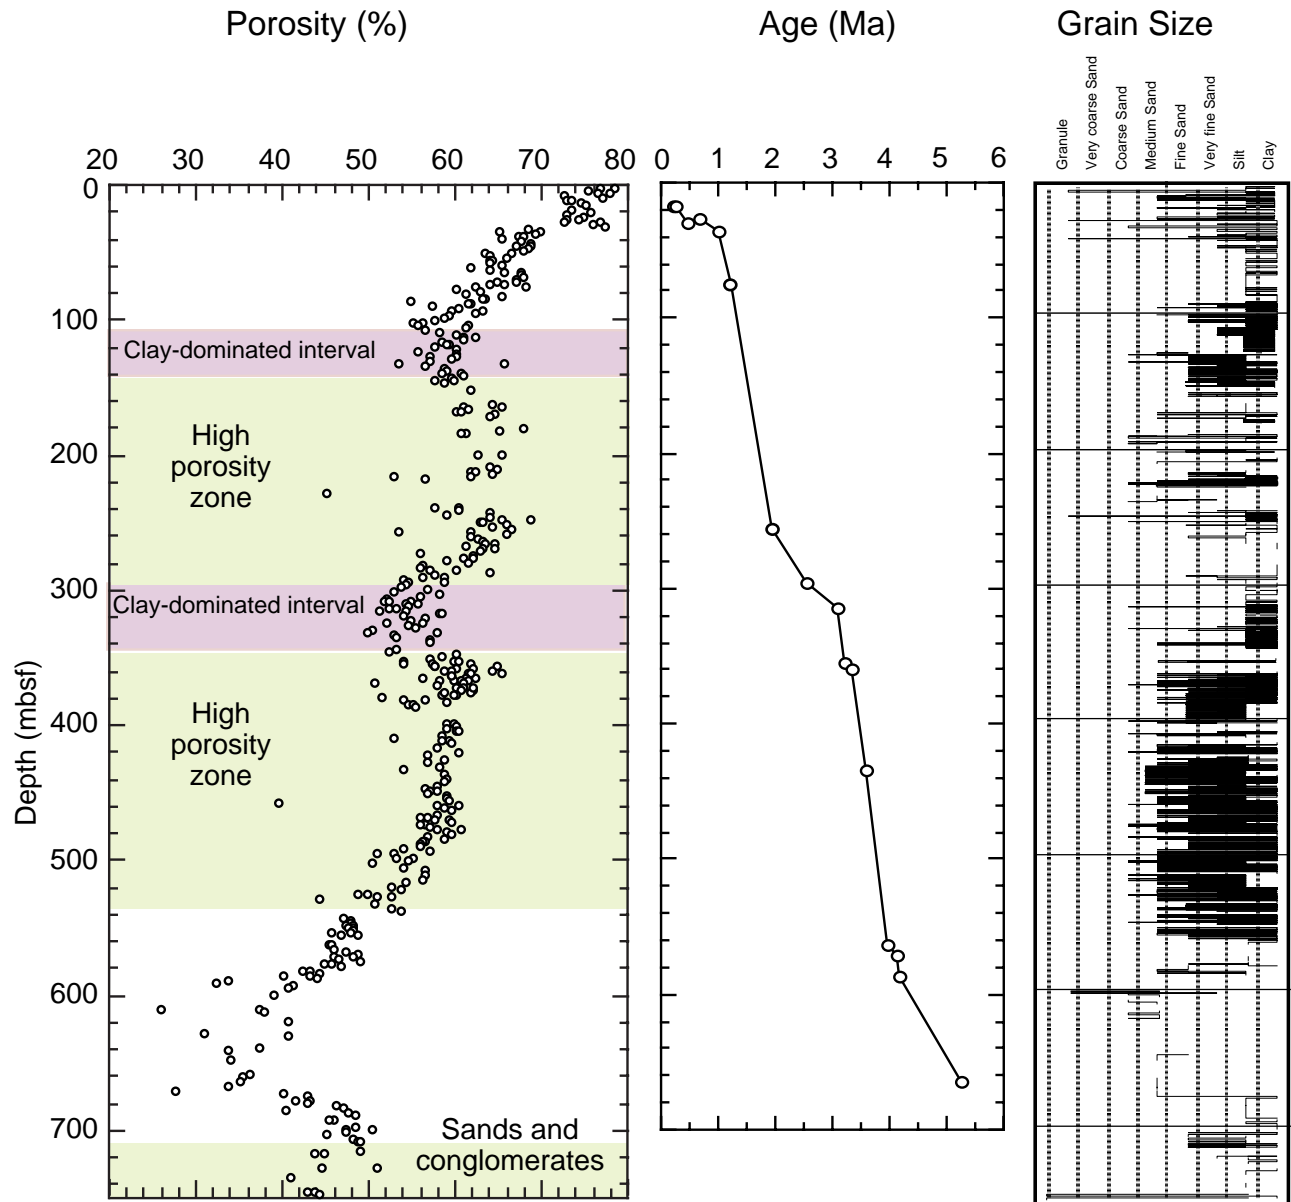 Porosity (%)
Age (Ma)
Grain Size
Granule
Very coarse Sand
Coarse Sand
Medium Sand
Fine Sand
Very fine Sand
Silt
Clay
20 30 40 50 60 70 80
0 1 2 3 4 5 6
Depth (mbsf)
0
100
200
300
400
500
600
700
Clay-dominated interval
High
porosity
zone
Clay-dominated interval
High
porosity
zone
Sands and
conglomerates